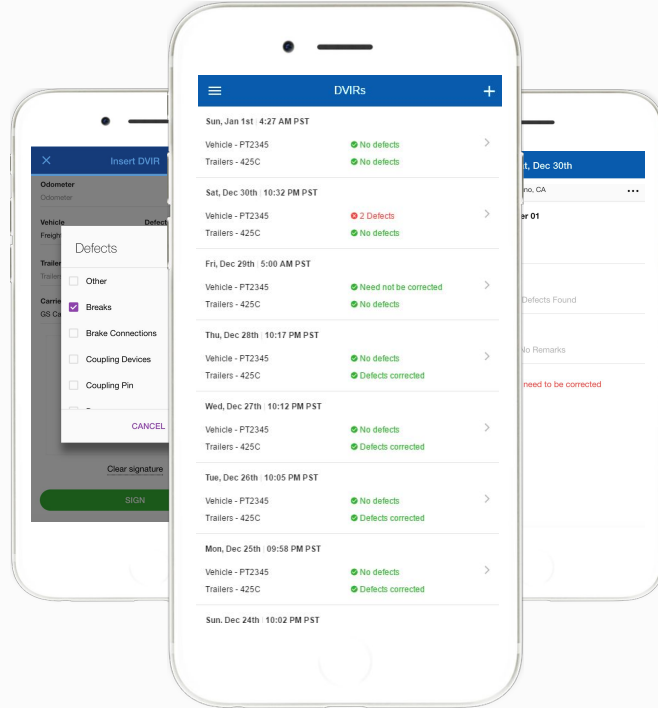 Insert DVIR
Odometer
Odometer
Vehicle
Freigh
Trailer
Trailer
Carrie
GS Ca
Defects
Other
Breaks
Brake Connections
Coupling Devices
Coupling Pin
CANCEL
Clear signature
SIGN
DVIRs
Sun, Jan 1st | 4:27 AM PST
Vehicle - PT2345 No defects
Trailers - 425C No defects
Sat, Dec 30th | 10:32 PM PST
Vehicle - PT2345 2 Defects
Trailers - 425C No defects
Fri, Dec 29th | 5:00 AM PST
Vehicle - PT2345 Need not be corrected
Trailers - 425C No defects
Thu, Dec 28th | 10:17 PM PST
Vehicle - PT2345 No defects
Trailers - 425C Defects corrected
Wed, Dec 27th | 10:12 PM PST
Vehicle - PT2345 No defects
Trailers - 425C Defects corrected
Tue, Dec 26th | 10:05 PM PST
Vehicle - PT2345 No defects
Trailers - 425C Defects corrected
Mon, Dec 25th | 09:58 PM PST
Vehicle - PT2345 No defects
Trailers - 425C Defects corrected
Sun. Dec 24th | 10:02 PM PST
t, Dec 30th
no, CA
er 01
Defects Found
No Remarks
need to be corrected